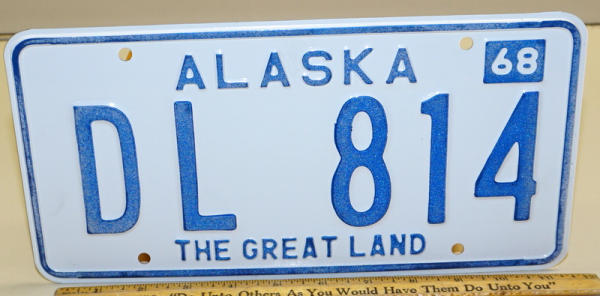 ALASKA 68
DL 814
THE GREAT LAND
"Do Unto Others As You Would Have Them Do Unto You"